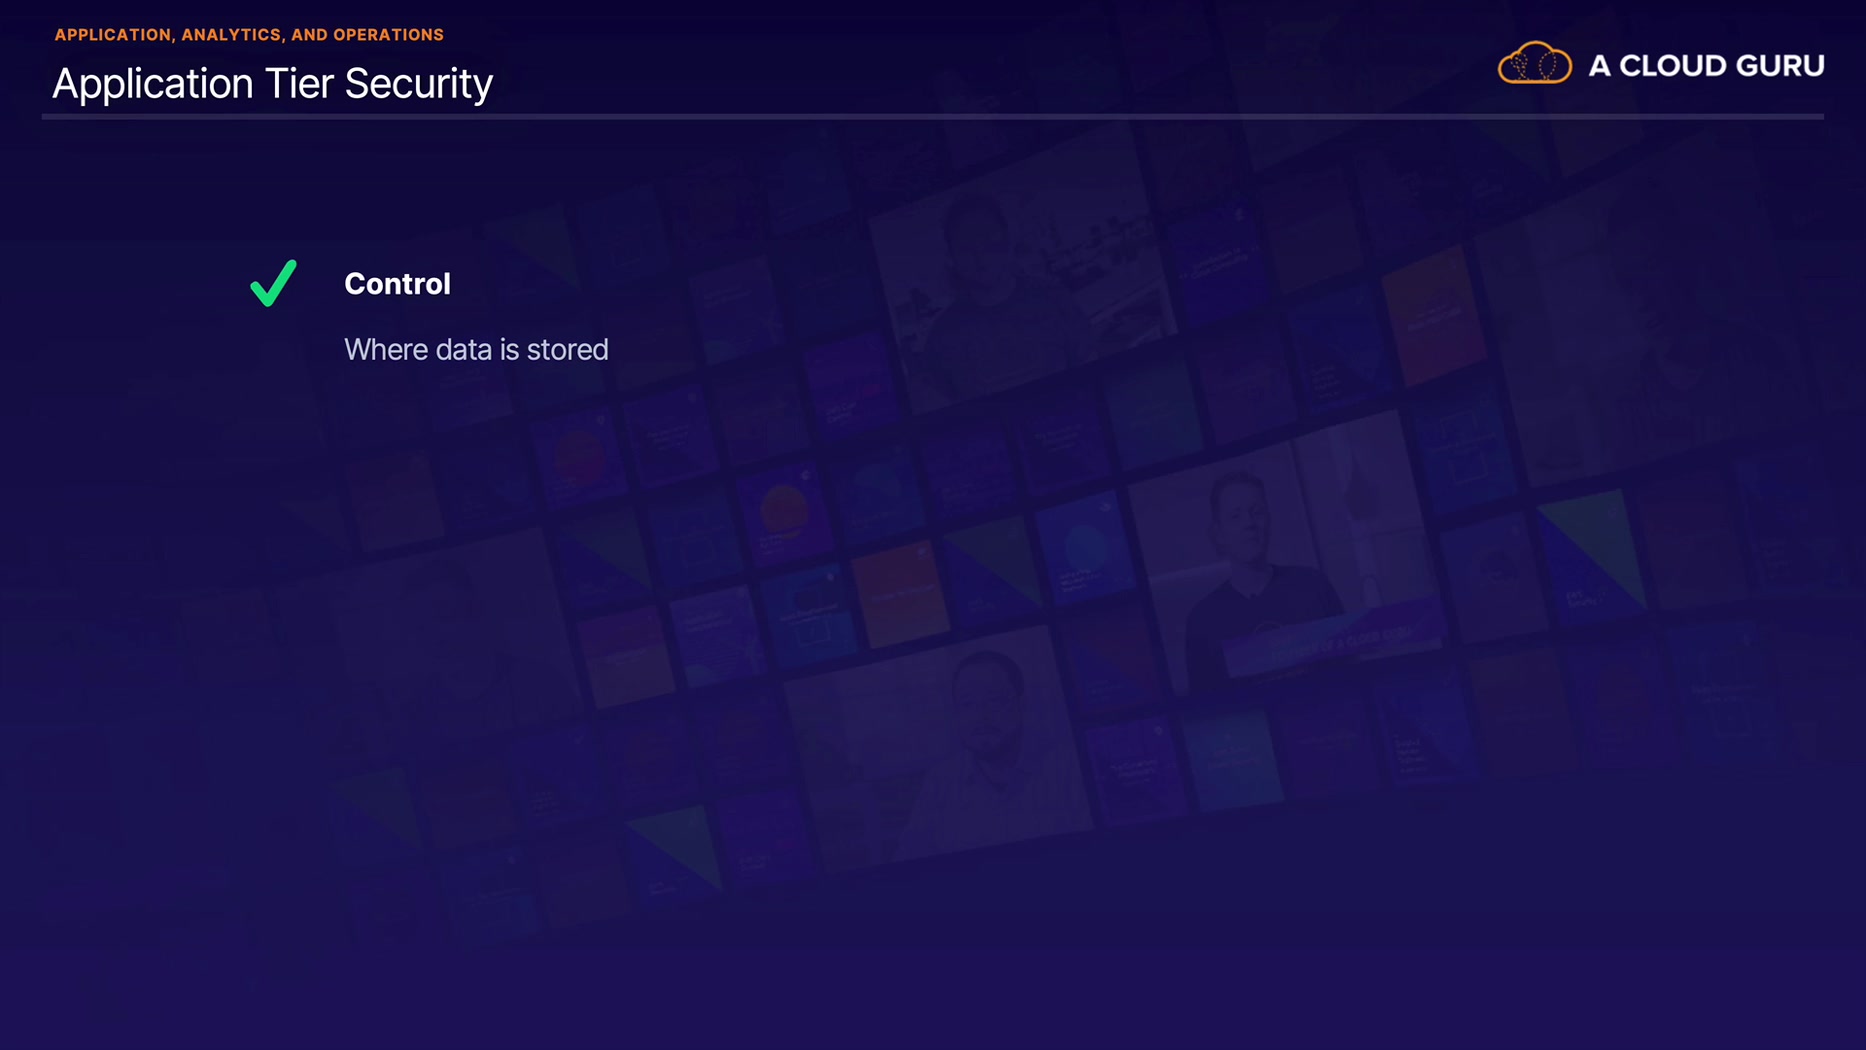 APPLICATION, ANALYTICS, AND OPERATIONS
Application Tier Security
A CLOUD GURU
Control
Where data is stored